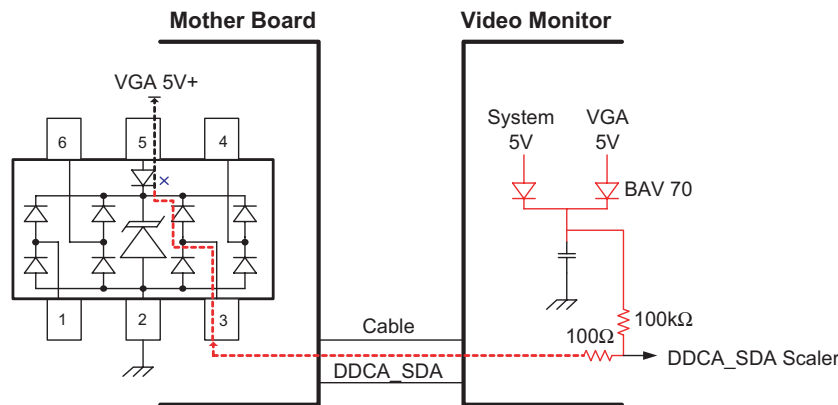 Mother Board
Video Monitor
VGA 5V+
System 5V
VGA 5V
6
5
4
×
BAV 70
1
2
3
Cable
100Ω
100kΩ
DDCA_SDA
DDCA_SDA Scaler